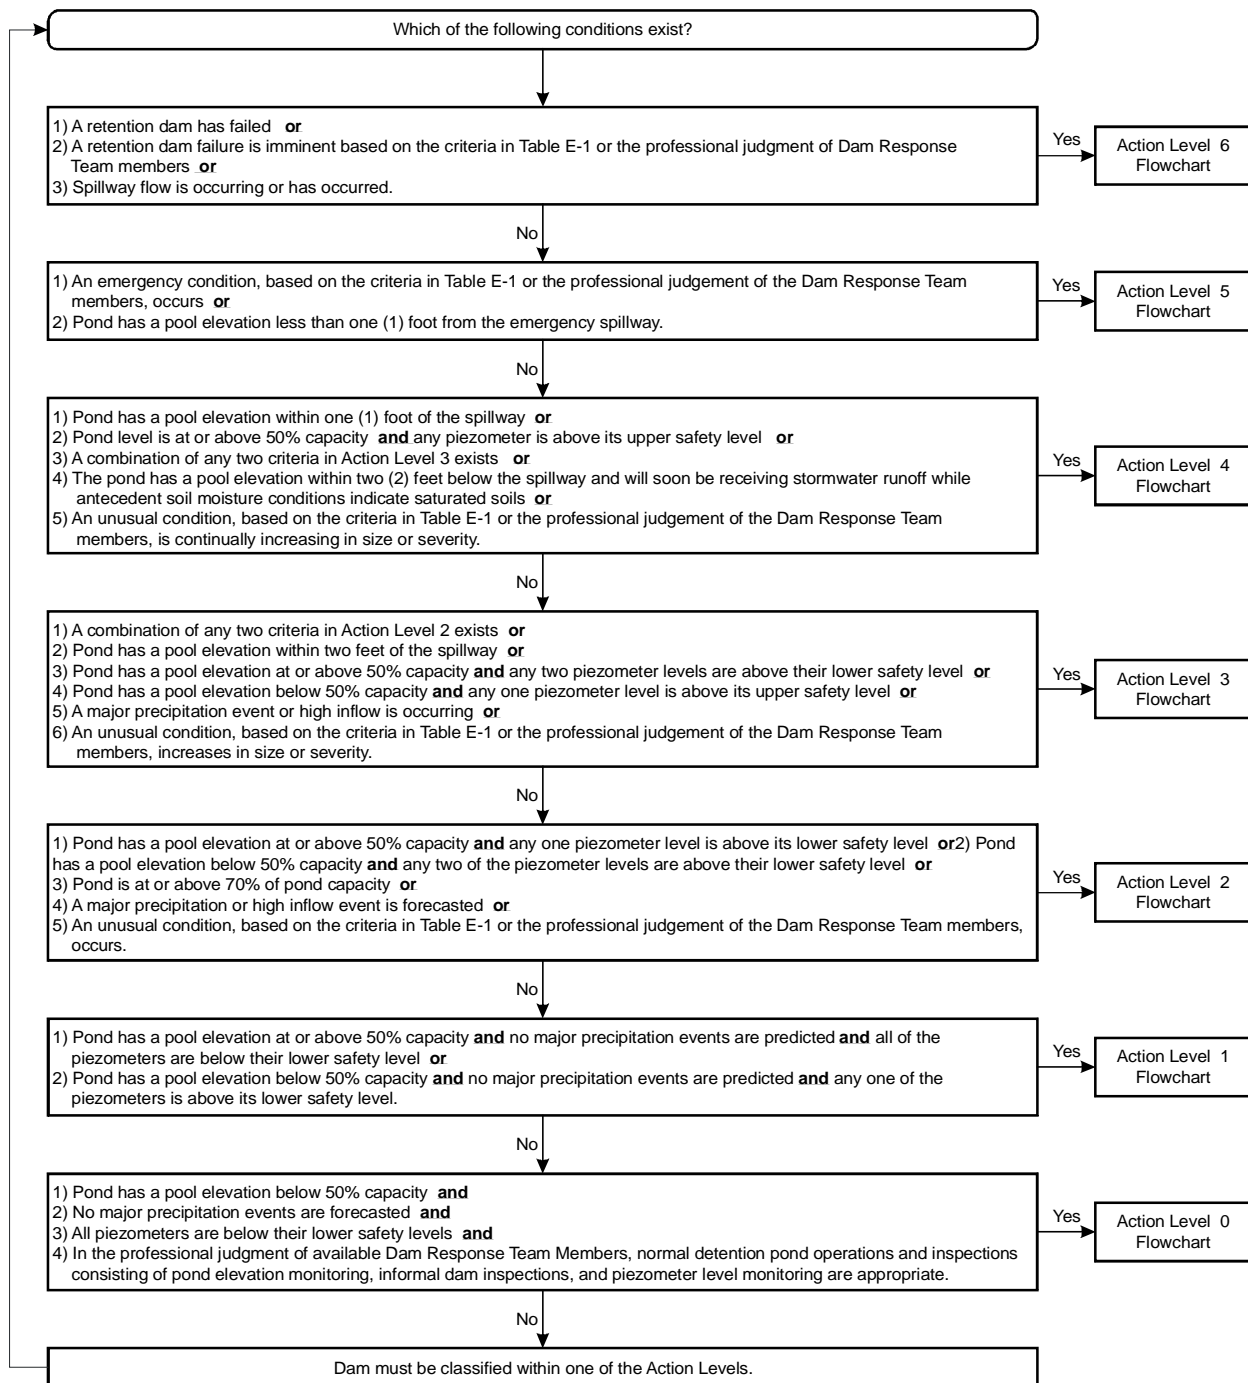 Which of the following conditions exist?
1) A retention dam has failed or
2) A retention dam failure is imminent based on the criteria in Table E-1 or the professional judgment of Dam Response
Team members or
3) Spillway flow is occurring or has occurred.
Yes
Action Level 6
Flowchart
No
1) An emergency condition, based on the criteria in Table E-1 or the professional judgement of the Dam Response Team
members, occurs or
2) Pond has a pool elevation less than one (1) foot from the emergency spillway.
Yes
Action Level 5
Flowchart
No
1) Pond has a pool elevation within one (1) foot of the spillway or
2) Pond level is at or above 50% capacity and any piezometer is above its upper safety level or
3) A combination of any two criteria in Action Level 3 exists or
4) The pond has a pool elevation within two (2) feet below the spillway and will soon be receiving stormwater runoff while
antecedent soil moisture conditions indicate saturated soils or
5) An unusual condition, based on the criteria in Table E-1 or the professional judgement of the Dam Response Team
members, is continually increasing in size or severity.
Yes
Action Level 4
Flowchart
No
1) A combination of any two criteria in Action Level 2 exists or
2) Pond has a pool elevation within two feet of the spillway or
3) Pond has a pool elevation at or above 50% capacity and any two piezometer levels are above their lower safety level or
4) Pond has a pool elevation below 50% capacity and any one piezometer level is above its upper safety level or
5) A major precipitation event or high inflow is occurring or
6) An unusual condition, based on the criteria in Table E-1 or the professional judgement of the Dam Response Team
members, increases in size or severity.
Yes
Action Level 3
Flowchart
No
1) Pond has a pool elevation at or above 50% capacity and any one piezometer level is above its lower safety level or2) Pond
has a pool elevation below 50% capacity and any two of the piezometer levels are above their lower safety level or
3) Pond is at or above 70% of pond capacity or
4) A major precipitation or high inflow event is forecasted or
5) An unusual condition, based on the criteria in Table E-1 or the professional judgement of the Dam Response Team members,
occurs.
Yes
Action Level 2
Flowchart
No
1) Pond has a pool elevation at or above 50% capacity and no major precipitation events are predicted and all of the
piezometers are below their lower safety level or
2) Pond has a pool elevation below 50% capacity and no major precipitation events are predicted and any one of the
piezometers is above its lower safety level.
Yes
Action Level 1
Flowchart
No
1) Pond has a pool elevation below 50% capacity and
2) No major precipitation events are forecasted and
3) All piezometers are below their lower safety levels and
4) In the professional judgment of available Dam Response Team Members, normal detention pond operations and inspections
consisting of pond elevation monitoring, informal dam inspections, and piezometer level monitoring are appropriate.
Yes
Action Level 0
Flowchart
No
Dam must be classified within one of the Action Levels.